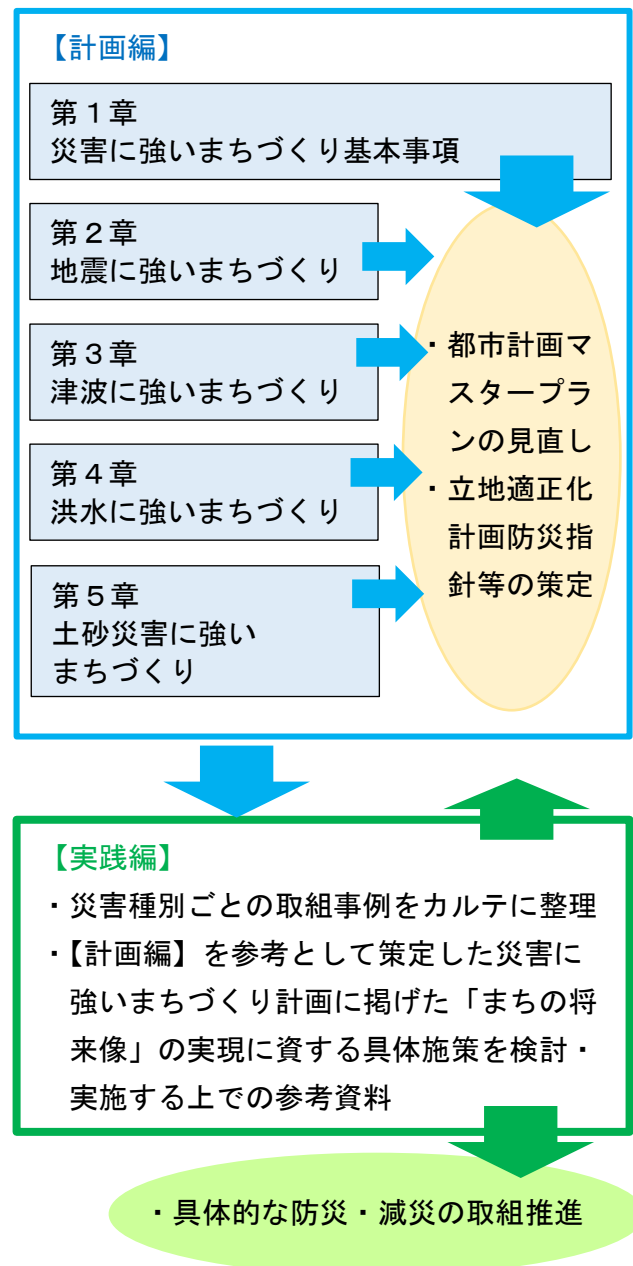 【計画編】
第１章
災害に強いまちづくり基本事項
第２章
地震に強いまちづくり
第３章
津波に強いまちづくり
第４章
洪水に強いまちづくり
第５章
土砂災害に強い
まちづくり
・都市計画マ
スタープラ
ンの見直し
・立地適正化
計画防災指
針等の策定
【実践編】
・災害種別ごとの取組事例をカルテに整理
・【計画編】を参考として策定した災害に
強いまちづくり計画に掲げた「まちの将
来像」の実現に資する具体施策を検討・
実施する上での参考資料
・具体的な防災・減災の取組推進